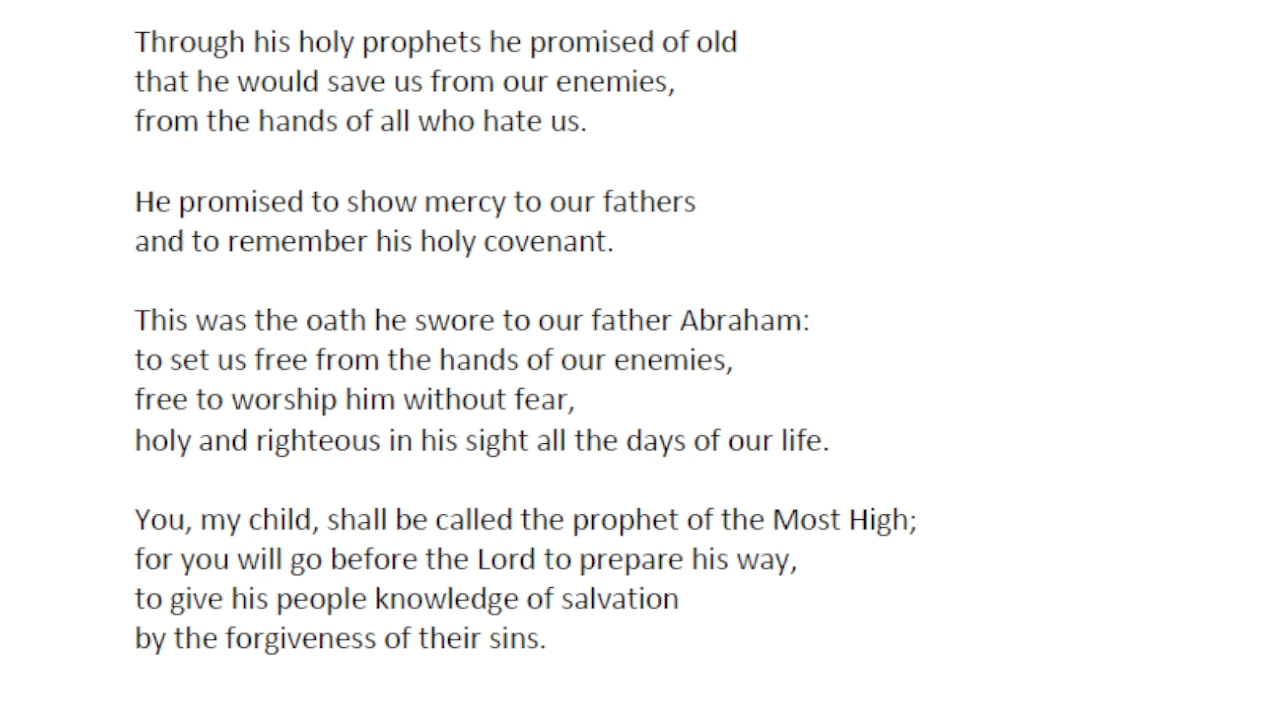 Through his holy prophets he promised of old
that he would save us from our enemies,
from the hands of all who hate us.
He promised to show mercy to our fathers
and to remember his holy covenant.
This was the oath he swore to our father Abraham:
to set us free from the hands of our enemies,
free to worship him without fear,
holy and righteous in his sight all the days of our life.
You, my child, shall be called the prophet of the Most High;
for you will go before the Lord to prepare his way,
to give his people knowledge of salvation
by the forgiveness of their sins.